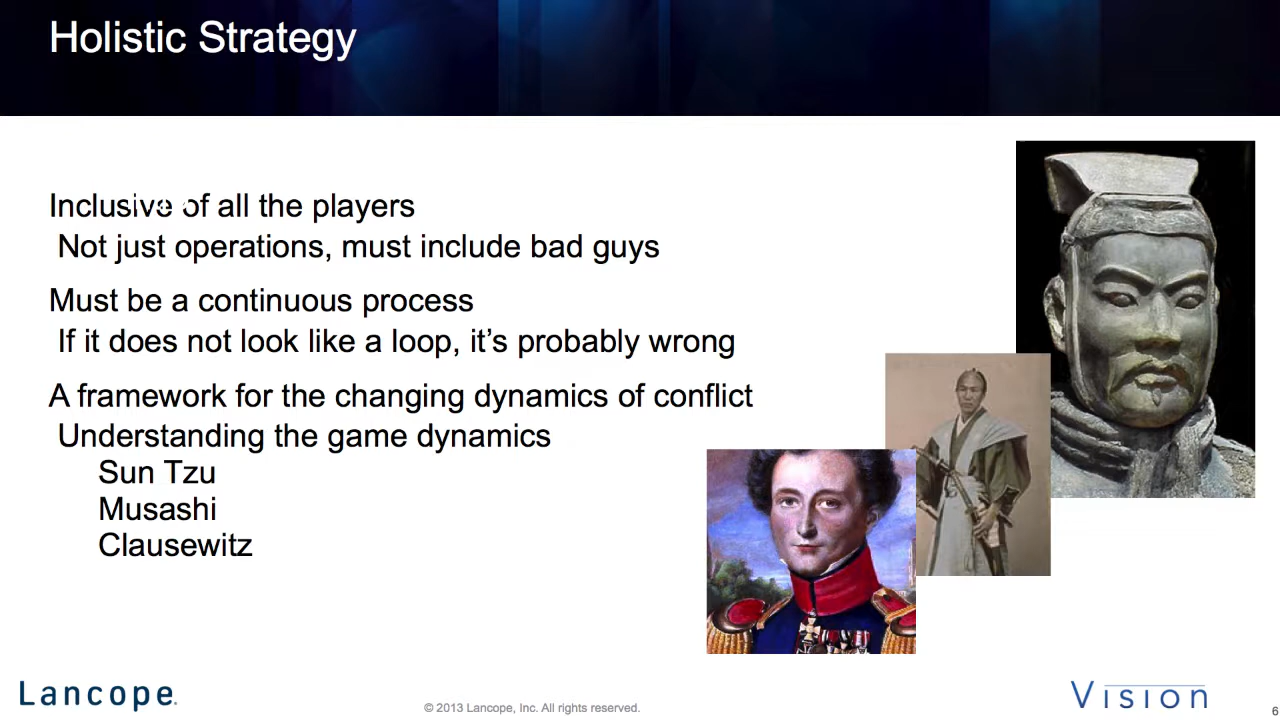 Holistic Strategy
Inclusive of all the players
Not just operations, must include bad guys
Must be a continuous process
If it does not look like a loop, it’s probably wrong
A framework for the changing dynamics of conflict
Understanding the game dynamics
Sun Tzu
Musashi
Clausewitz
Lancope.
© 2013 Lancope, Inc. All rights reserved.
Vision
6